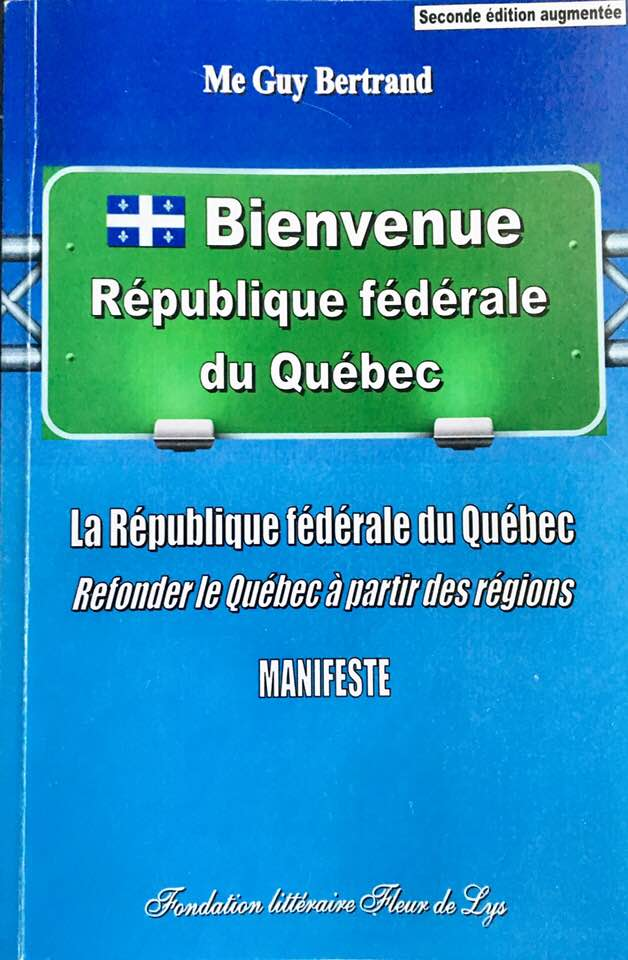 Seconde édition augmentée
Me Guy Bertrand
Bienvenue
République fédérale
du Québec
La République fédérale du Québec
Refonder le Québec à partir des régions
MANIFESTE
Fondation littéraire Fleur de Lys